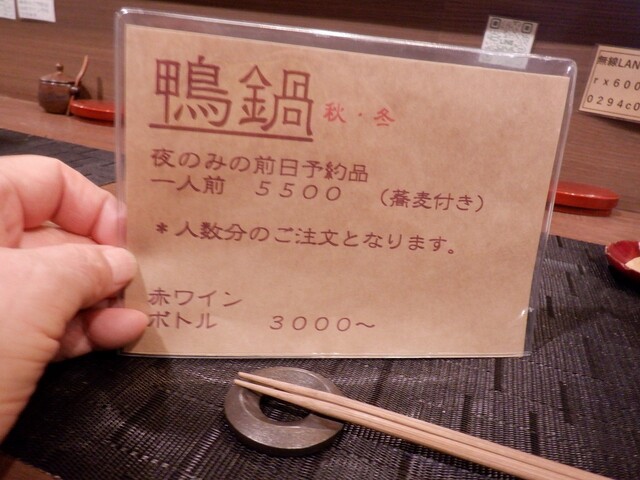 鴨鍋 秋・冬
夜のみの前日予約品
一人前 5500 （蕎麦付き）
＊人数分のご注文となります。
赤ワイン
ボトル 3000〜
無線LAN
rx600
0294c0